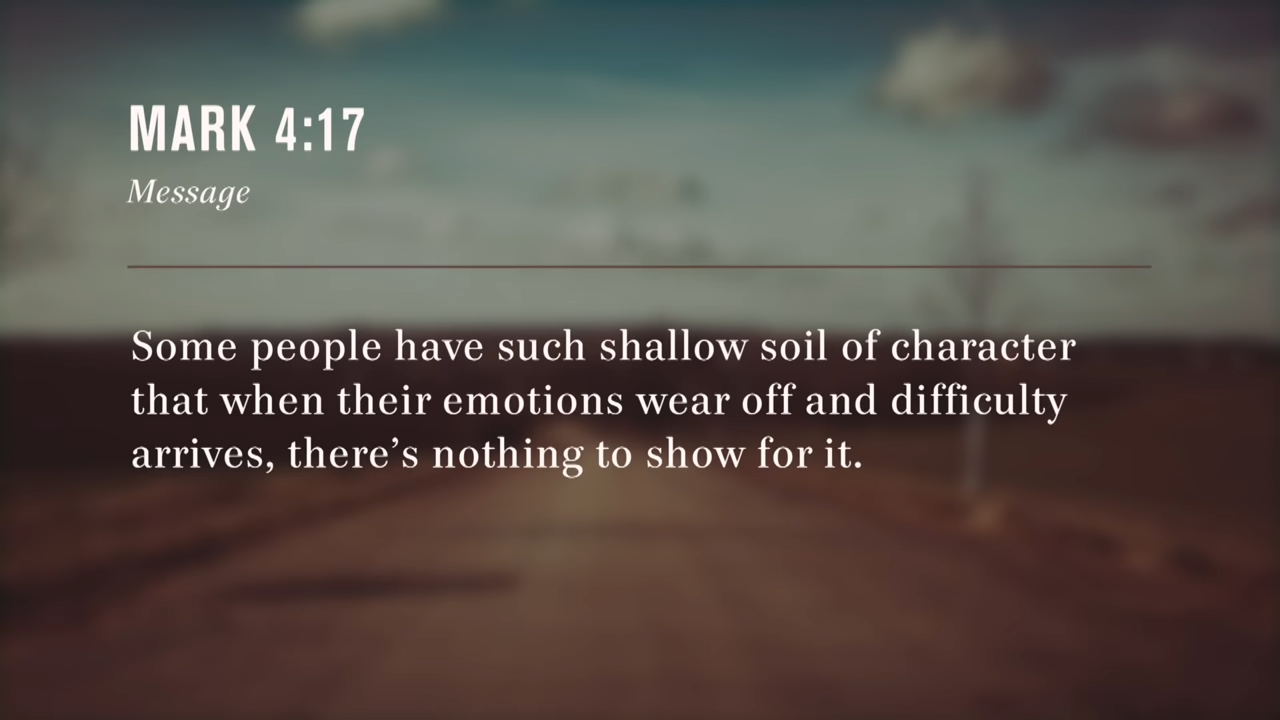 MARK 4:17
Message
Some people have such shallow soil of character
that when their emotions wear off and difficulty
arrives, there’s nothing to show for it.